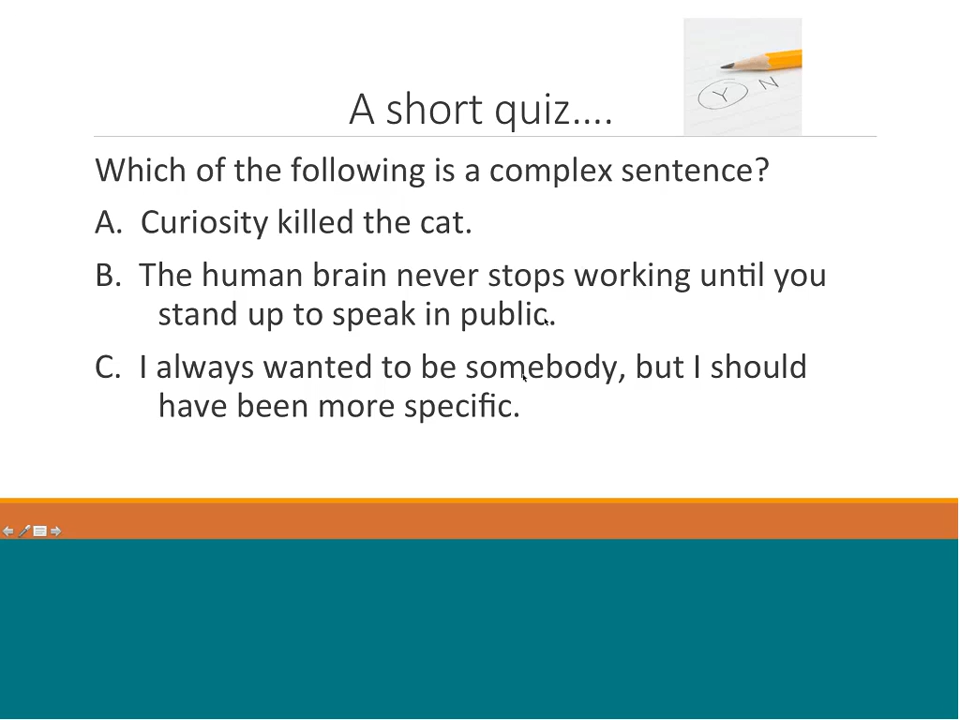 A short quiz....
Y N
Which of the following is a complex sentence?
A. Curiosity killed the cat.
B. The human brain never stops working until you
stand up to speak in public.
C. I always wanted to be somebody, but I should
have been more specific.